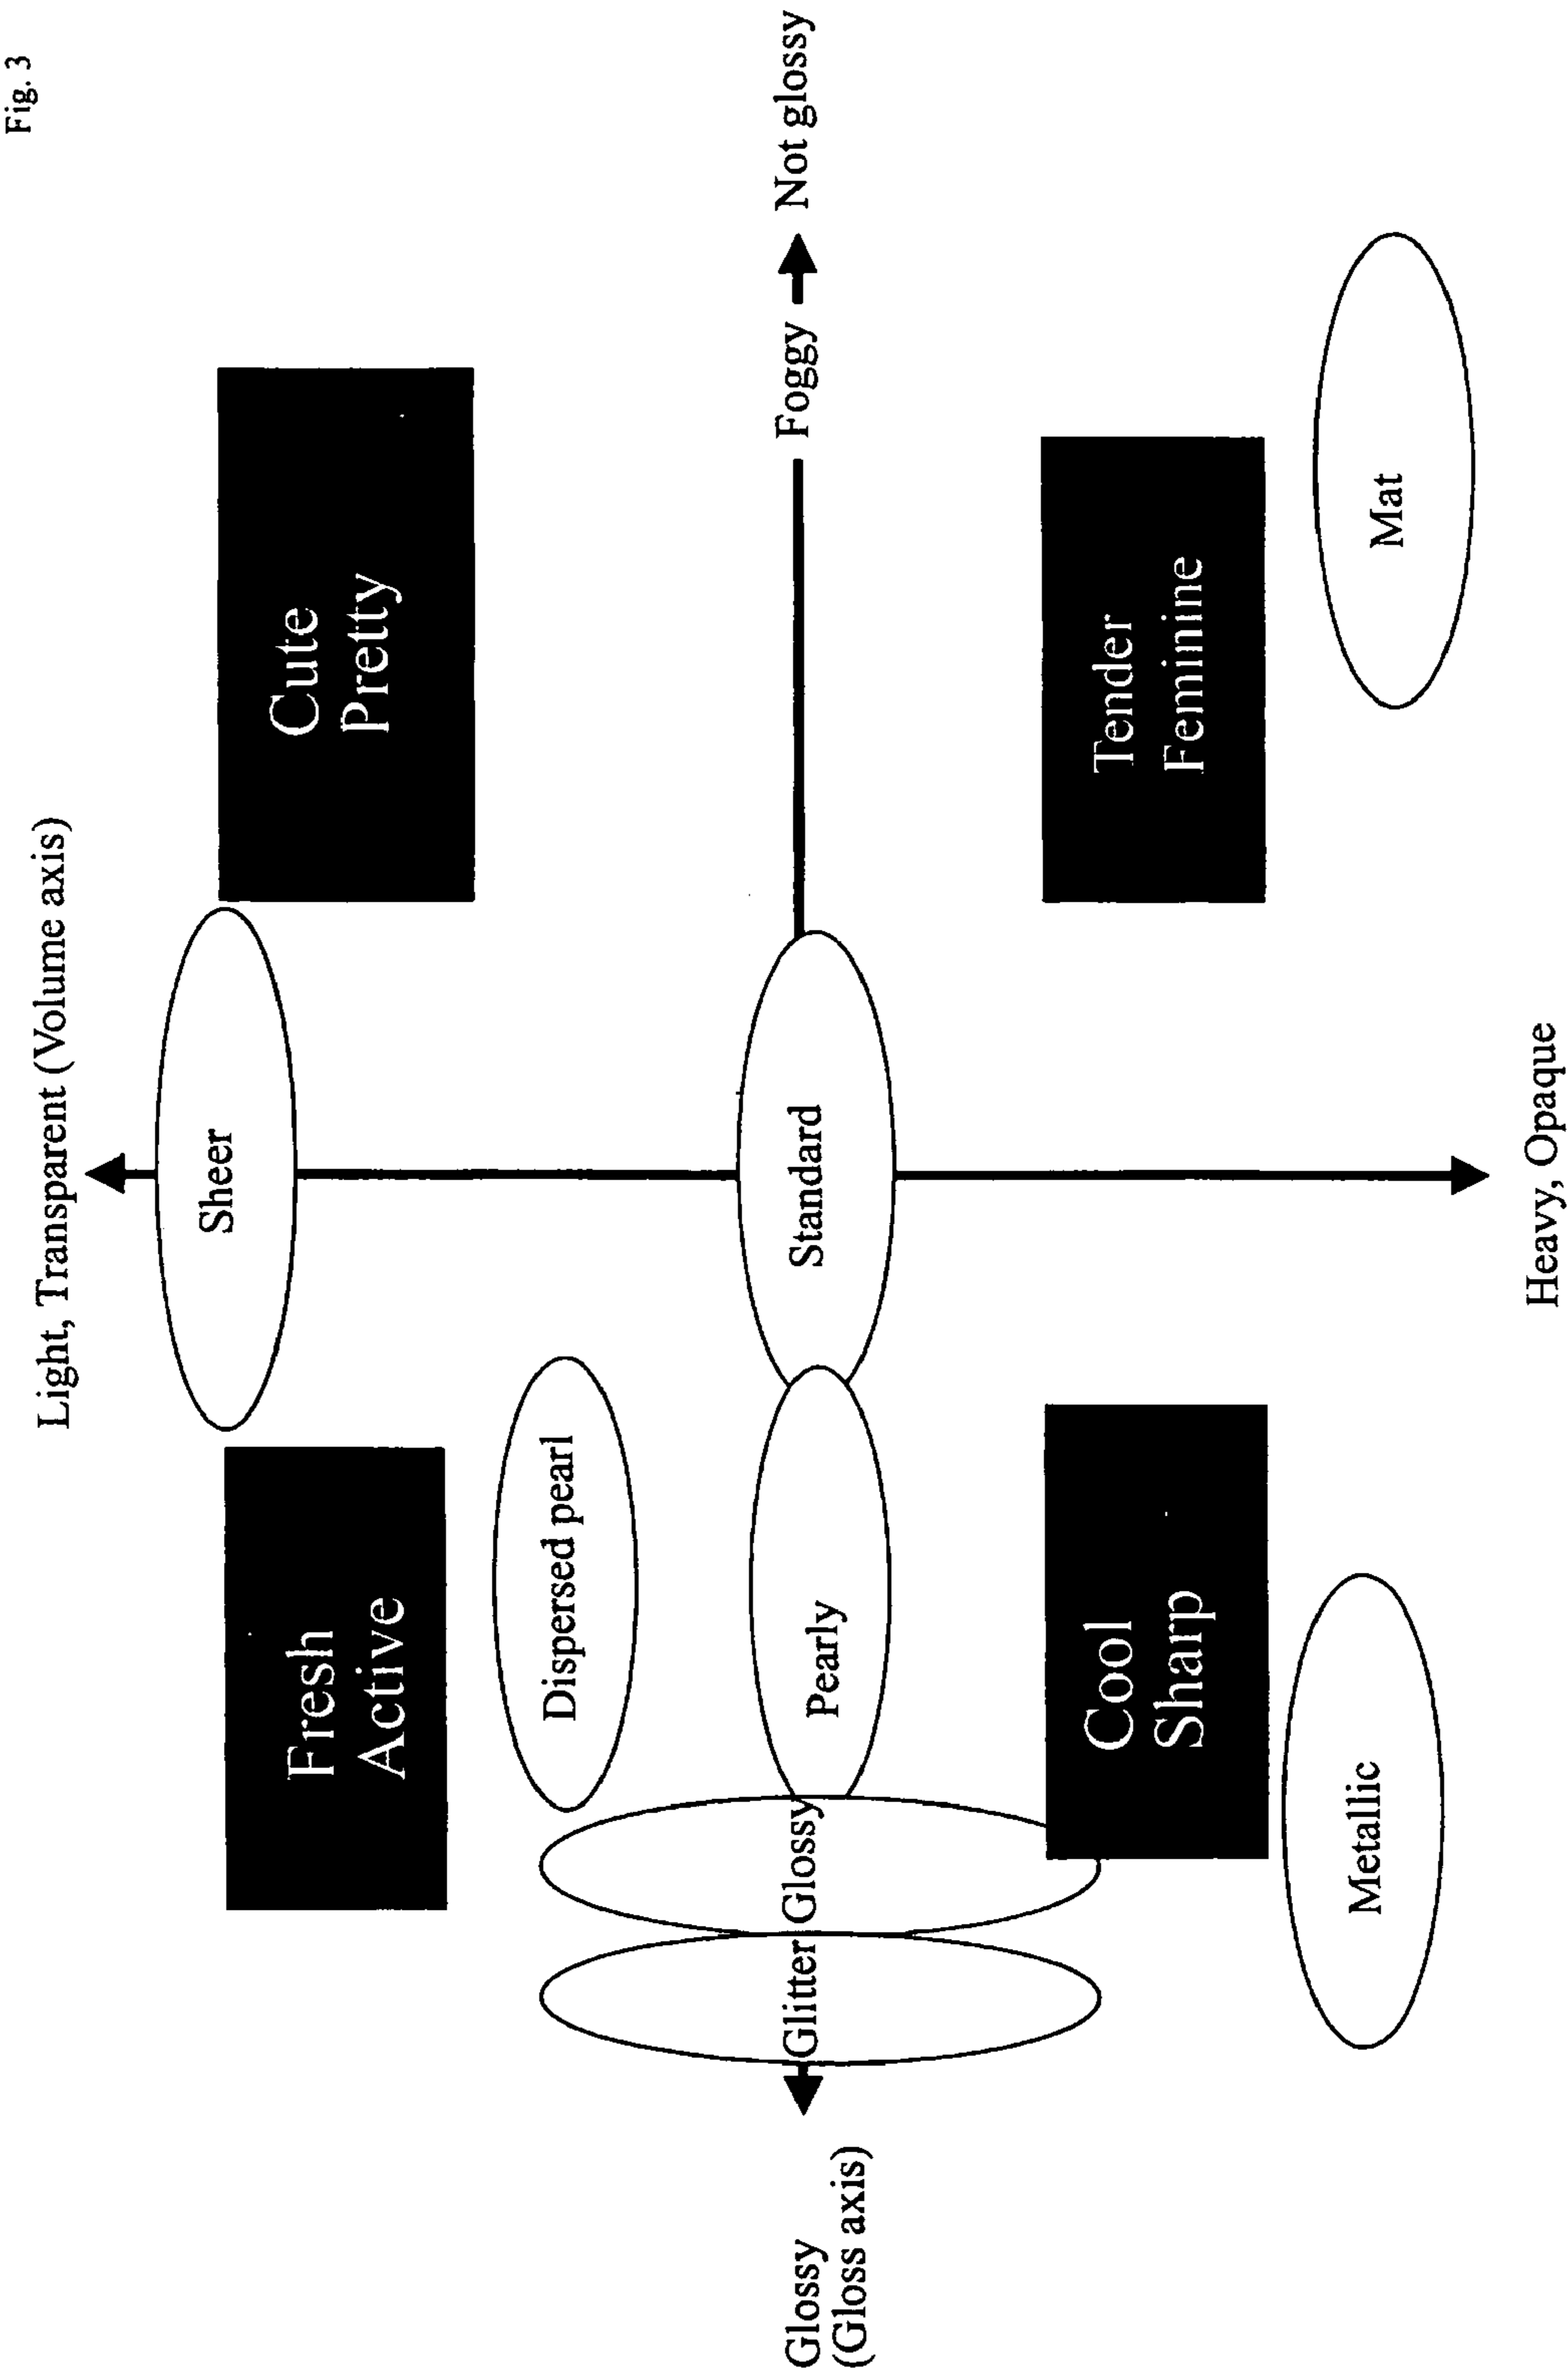 Fig. 3
Light, Transparent (Volume axis)
Sheer
Fresh
Active
Cute
Pretty
Dispersed pearl
Glossy
(Gloss axis)
Glitter
Glossy
Pearly
Standard
Foggy
Not glossy
Cool
Sharp
Tender
Feminine
Metallic
Mat
Heavy, Opaque